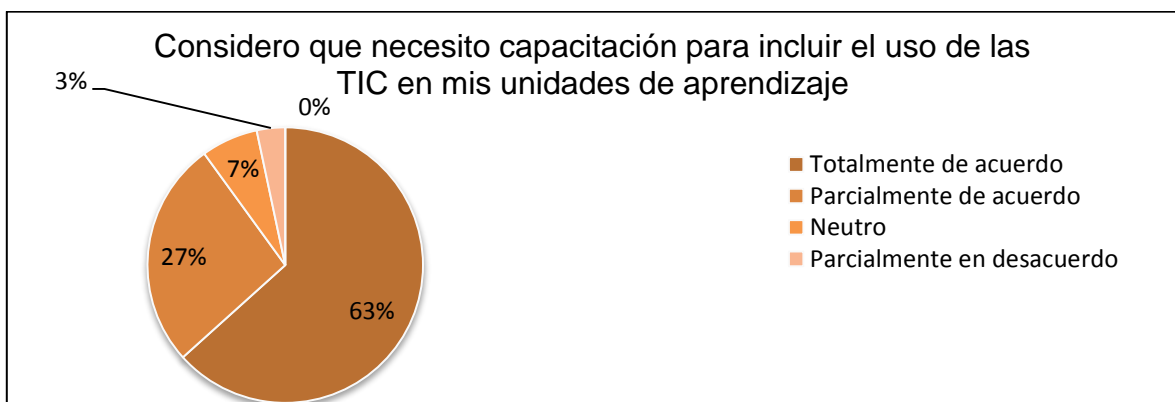 Considero que necesito capacitación para incluir el uso de las
TIC en mis unidades de aprendizaje
3%
0%
7%
27%
63%
Totalmente de acuerdo
Parcialmente de acuerdo
Neutro
Parcialmente en desacuerdo